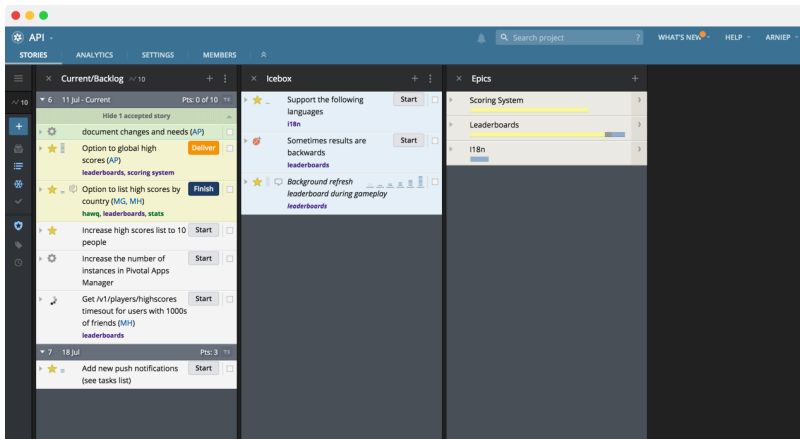 API
Search project
?
WHAT'S NEW
HELP
ARNIEP
STORIES
ANALYTICS
SETTINGS
MEMBERS
10
× Current/Backlog 10 +
6 11 Jul - Current Pts: 0 of 10
Hide 1 accepted story
document changes and needs (AP)
Option to global high
scores (AP)
Deliver
leaderboards, scoring system
Option to list high scores by
country (MG, MH)
Finish
hawq, leaderboards, stats
Increase high scores list to 10
people
Start
Increase the number of
instances in Pivotal Apps
Manager
Start
Get /v1/players/highscores
timesout for users with 1000s
of friends (MH)
Start
leaderboards
7 18 Jul Pts: 3
Add new push notifications
(see tasks list)
Start
× Icebox +
Support the following
languages
Start
i18n
Sometimes results are
backwards
Start
leaderboards
Background refresh
leaderboard during gameplay
leaderboards
× Epics +
Scoring System
Leaderboards
I18n